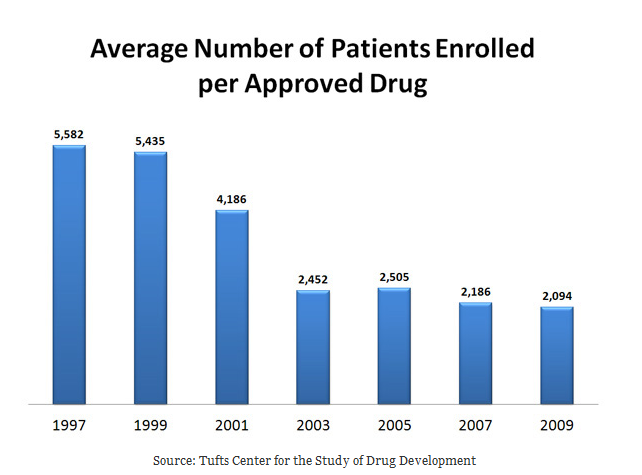 Average Number of Patients Enrolled
per Approved Drug
5,582
5,435
4,186
2,452
2,505
2,186
2,094
1997 1999 2001 2003 2005 2007 2009
Source: Tufts Center for the Study of Drug Development